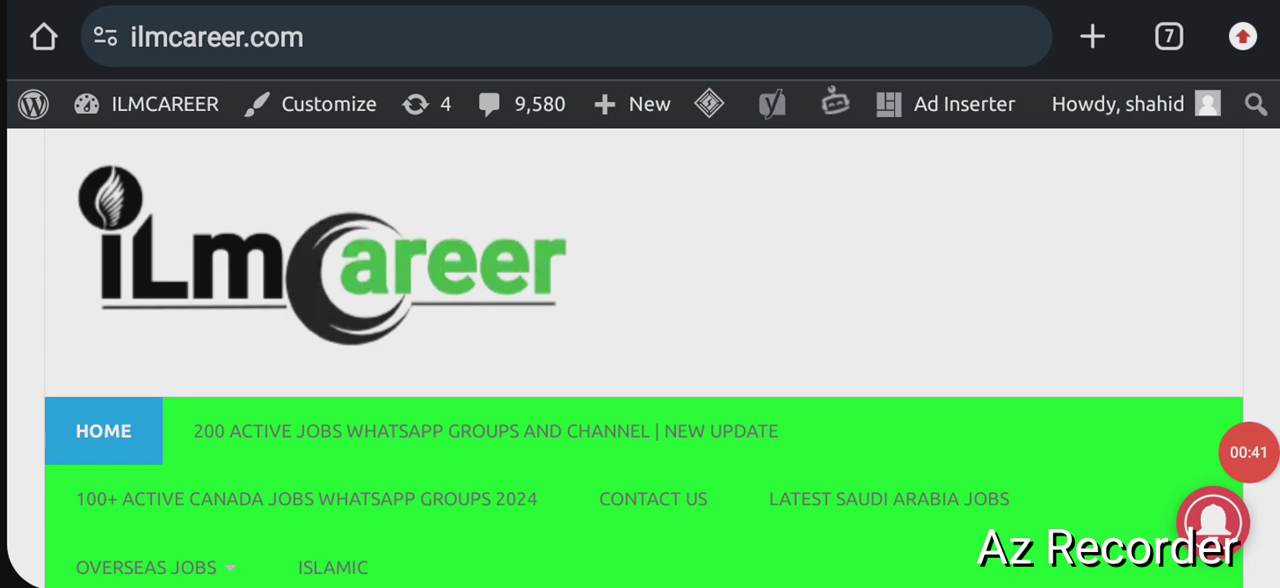 ilmcareer.com
7
ILMCAREER Customize 4 9,580 New Ad Inserter Howdy, shahid
iLmCareer
HOME 200 ACTIVE JOBS WHATSAPP GROUPS AND CHANNEL | NEW UPDATE
00:41
100+ ACTIVE CANADA JOBS WHATSAPP GROUPS 2024 CONTACT US LATEST SAUDI ARABIA JOBS
Az Recorder
OVERSEAS JOBS ISLAMIC